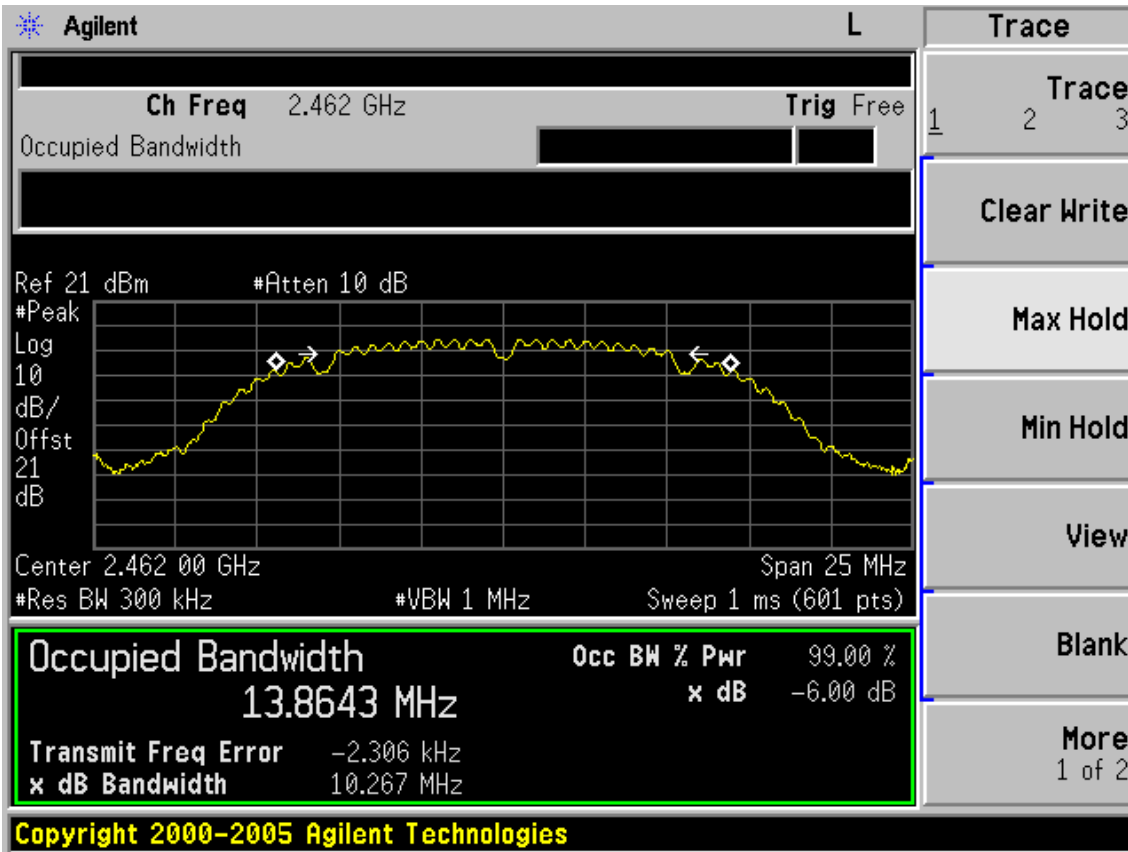 Agilent L Trace
Ch Freq 2.462 GHz Trig Free
Occupied Bandwidth
Ref 21 dBm #Atten 10 dB
#Peak
Log
10
dB/
Offst
21
dB
Center 2.462 00 GHz Span 25 MHz
#Res BW 300 kHz #VBW 1 MHz Sweep 1 ms (601 pts)
Occupied Bandwidth Occ BW % Pwr 99.00 %
13.8643 MHz x dB -6.00 dB
Transmit Freq Error -2.306 kHz
x dB Bandwidth 10.267 MHz
Copyright 2000-2005 Agilent Technologies
Trace
1 2 3
Clear Write
Max Hold
Min Hold
View
Blank
More
1 of 2